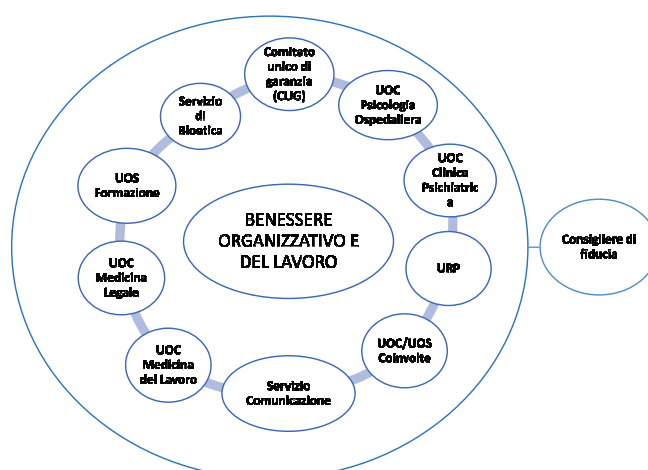 Comitato
unico di
garanzia
(CUG)
UOC
Psicologia
Ospedaliera
UOC
Clinica
Psichiatric
a
URP
UOC/UOS
Coinvolte
Servizio
Comunicazione
UOC
Medicina
del Lavoro
UOC
Medicina
Legale
UOS
Formazione
Servizio
di
Bioetica
BENESSERE
ORGANIZZATIVO E
DEL LAVORO
Consigliere di
fiducia